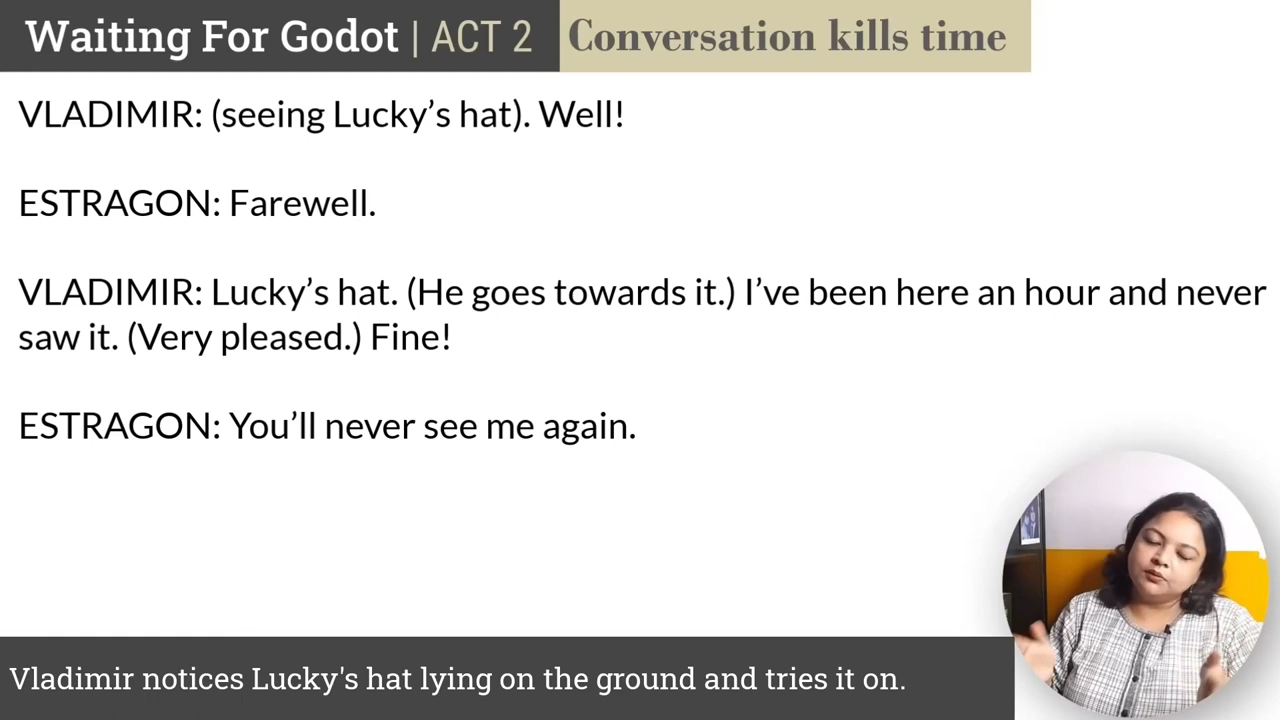 Waiting For Godot | ACT 2 Conversation kills time
VLADIMIR: (seeing Lucky’s hat). Well!
ESTRAGON: Farewell.
VLADIMIR: Lucky’s hat. (He goes towards it.) I’ve been here an hour and never
saw it. (Very pleased.) Fine!
ESTRAGON: You’ll never see me again.
Vladimir notices Lucky's hat lying on the ground and tries it on.